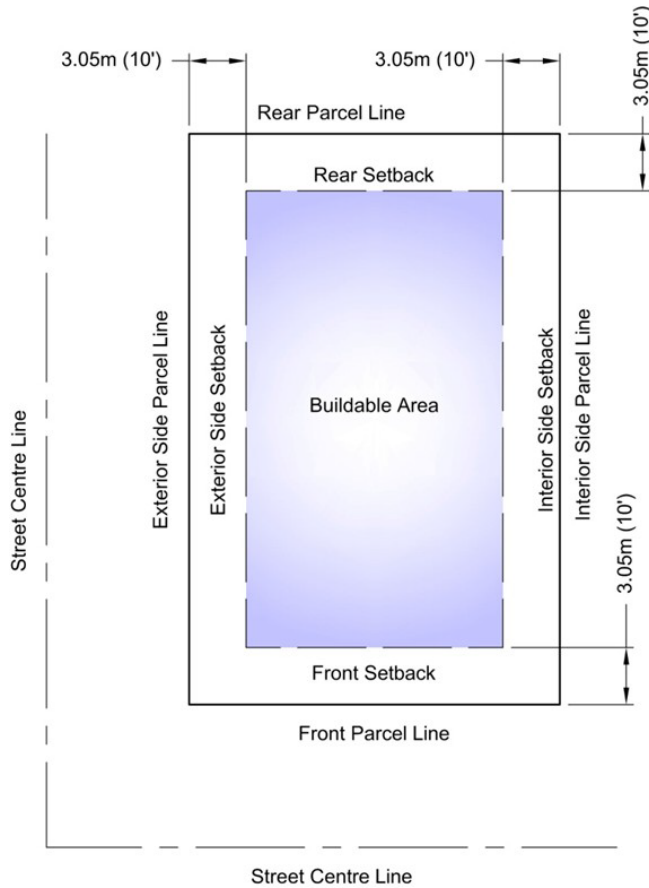 3.05m (10')
3.05m (10')
3.05m (10')
Rear Parcel Line
Rear Setback
Street Centre Line
Exterior Side Parcel Line
Exterior Side Setback
Buildable Area
Interior Side Setback
Interior Side Parcel Line
3.05m (10')
Front Setback
Front Parcel Line
Street Centre Line